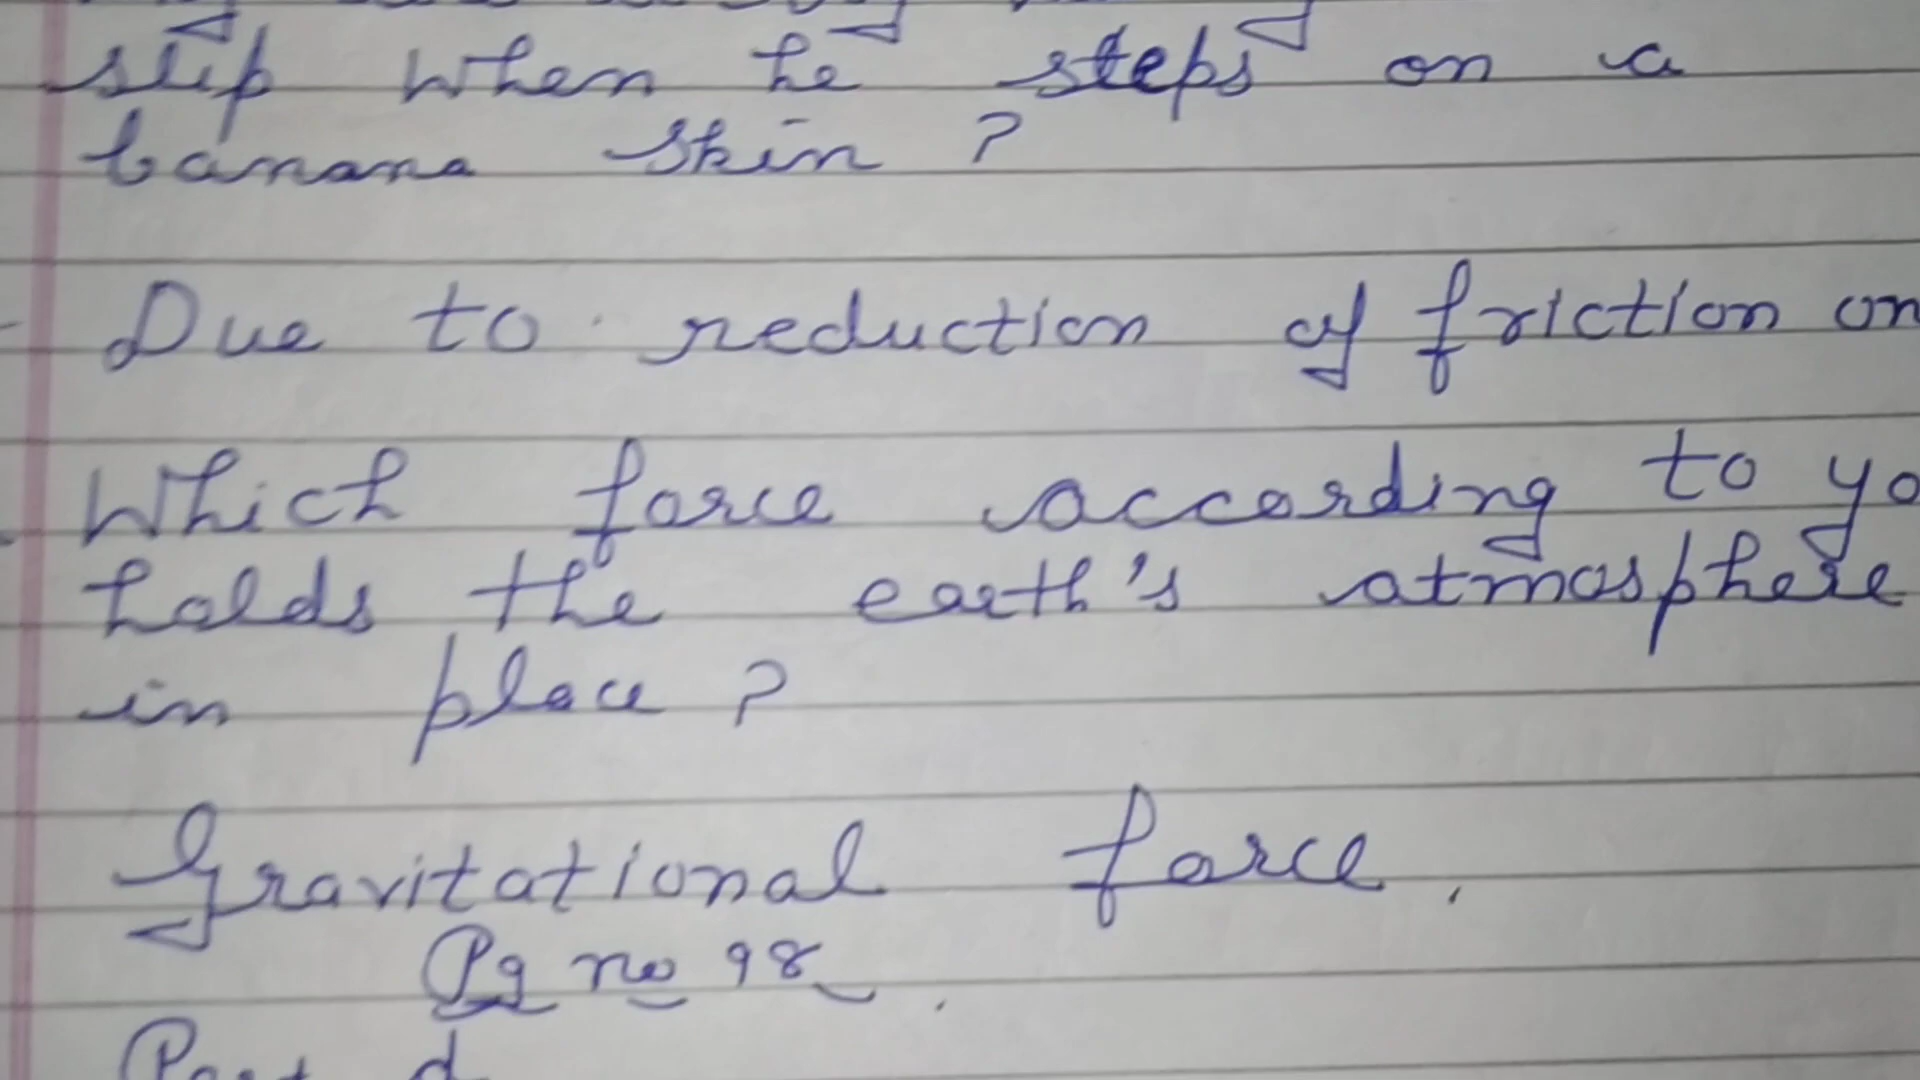 slip when he steps on a
banana skin ?
Due to reduction of friction on
Which force according to yo
holds the earth's atmosphere
in place ?
Gravitational force.
Pg no 98
Part d